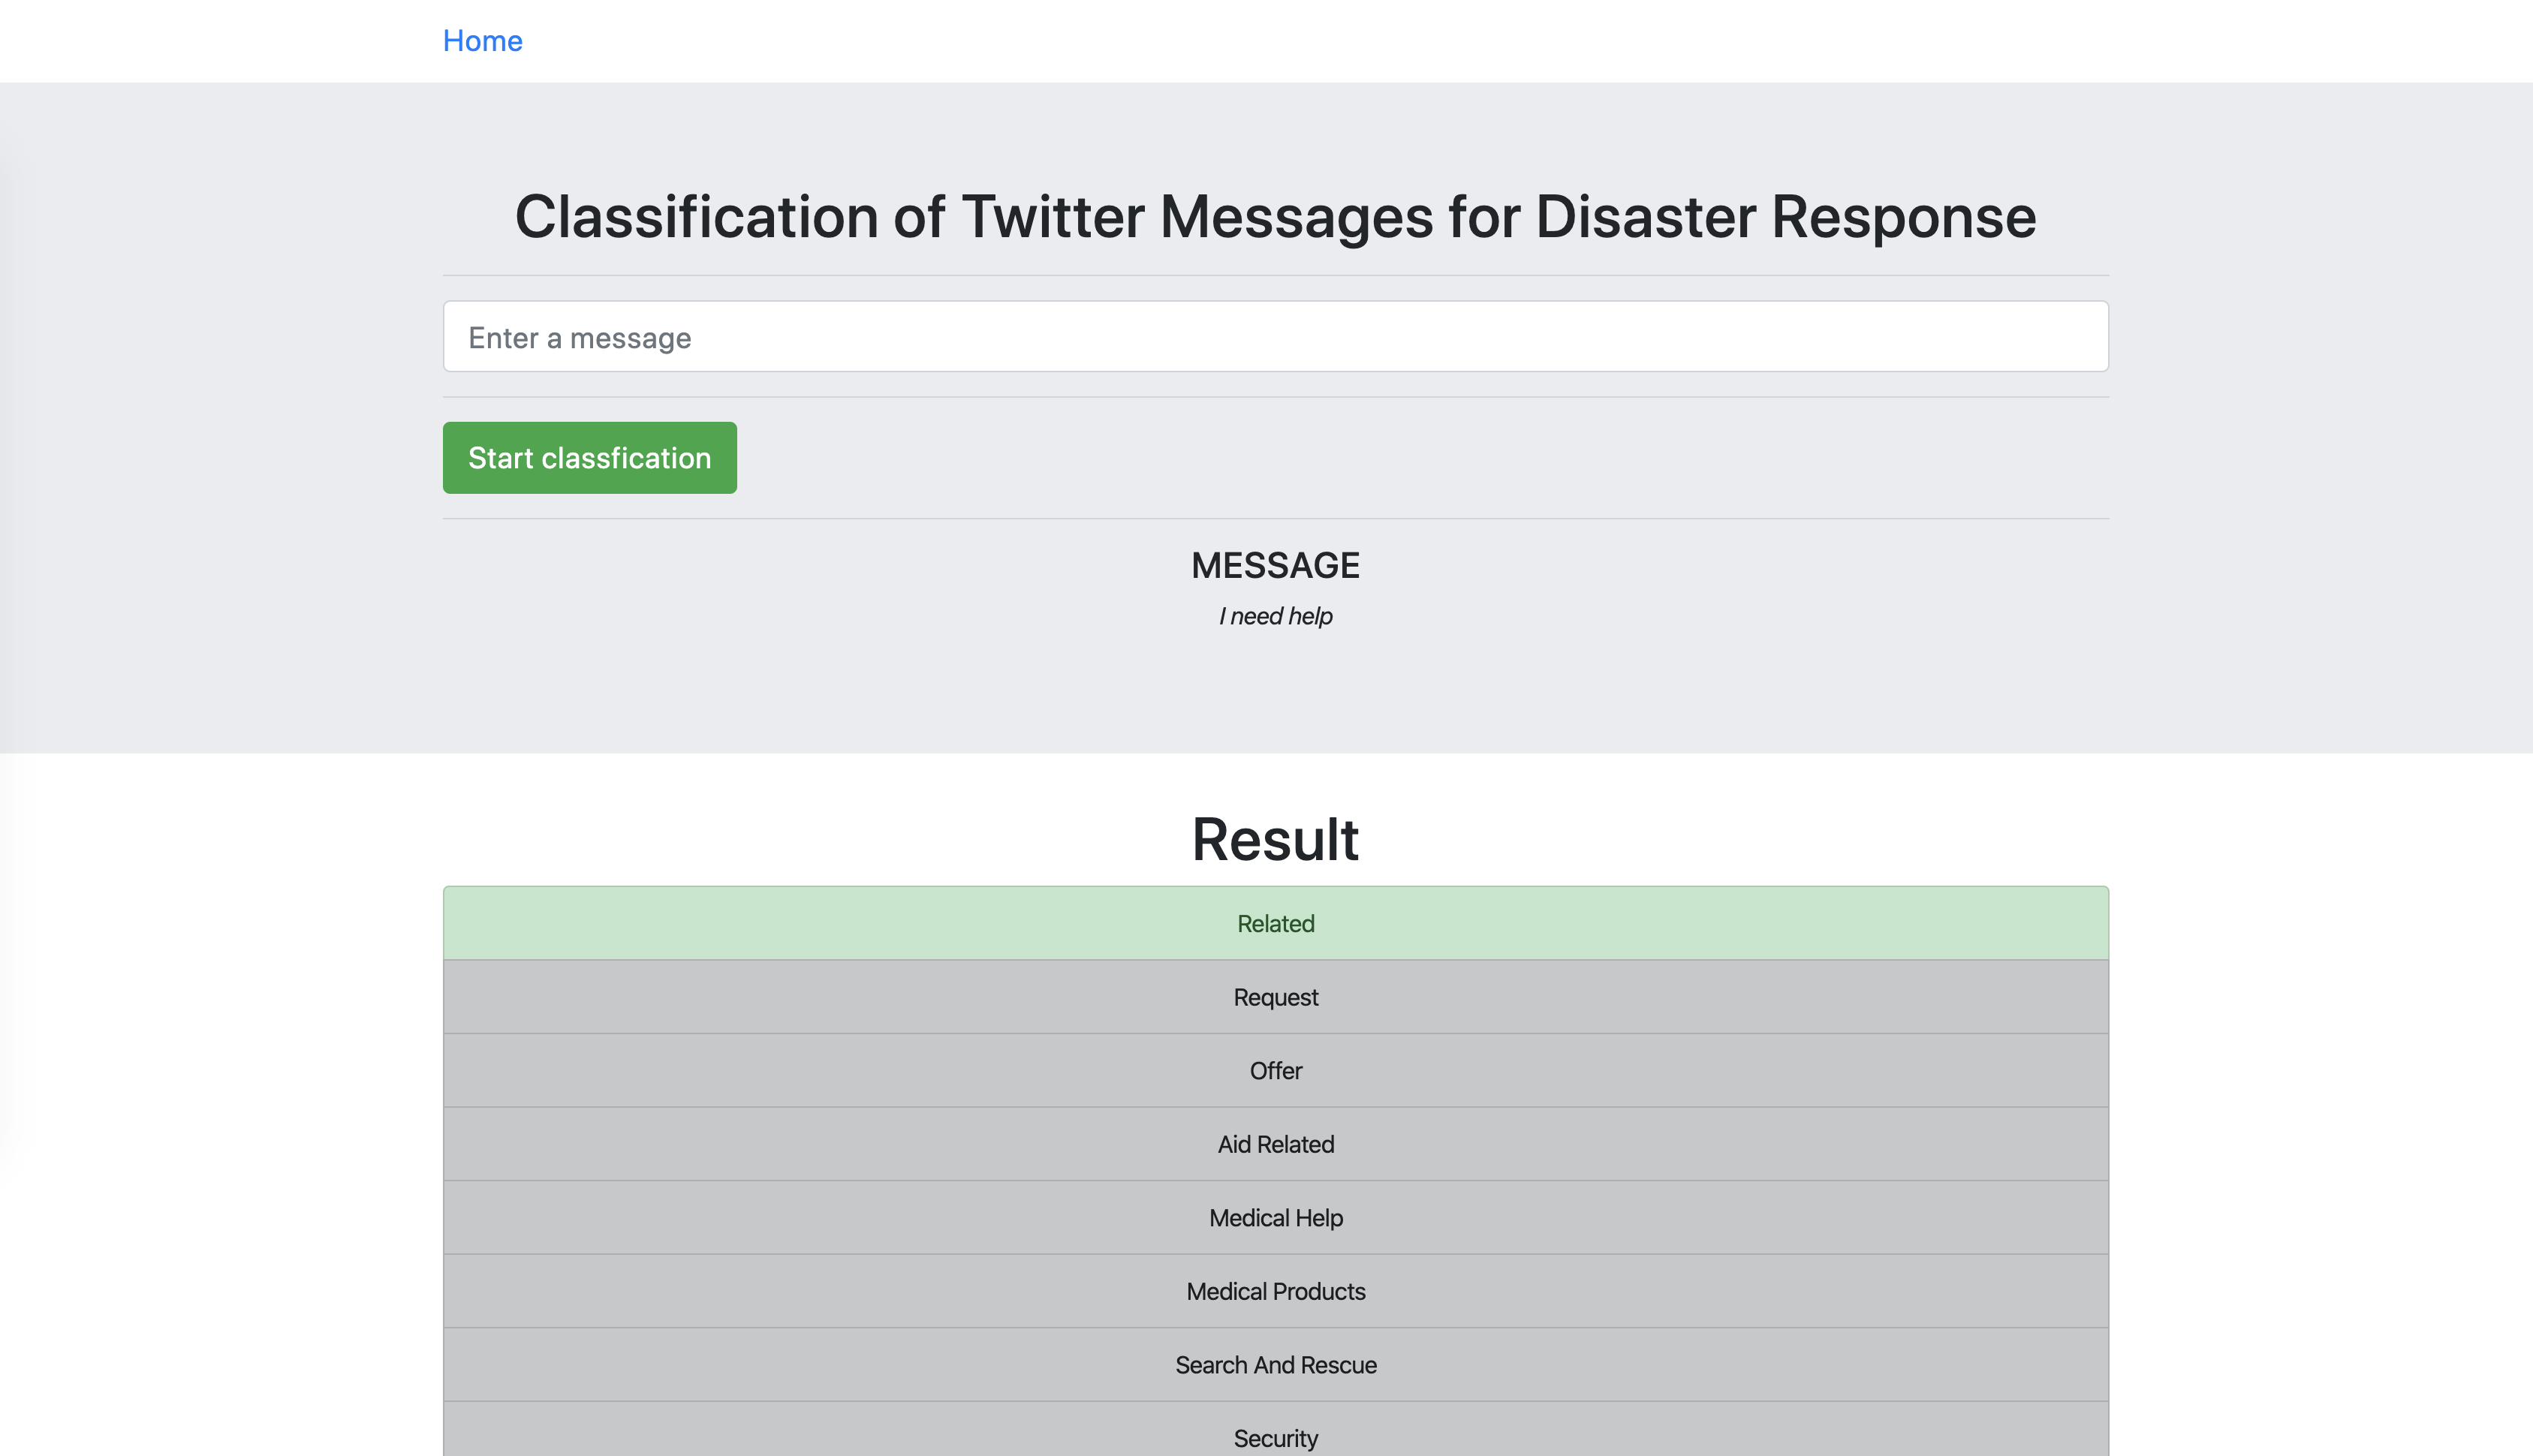 Home
Classification of Twitter Messages for Disaster Response
Enter a message
Start classfication
MESSAGE
I need help
Result
Related
Request
Offer
Aid Related
Medical Help
Medical Products
Search And Rescue
Security